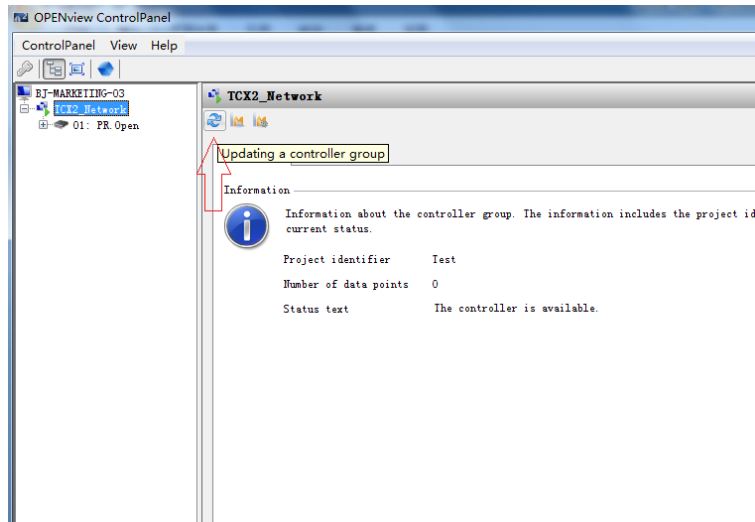 OPENview ControlPanel
ControlPanel View Help
BJ-MARKETING-03
TCX2_Network
01: PR.Open
TCX2_Network
Updating a controller group
Information
Information about the controller group. The information includes the project id
current status.
Project identifier Test
Number of data points 0
Status text The controller is available.